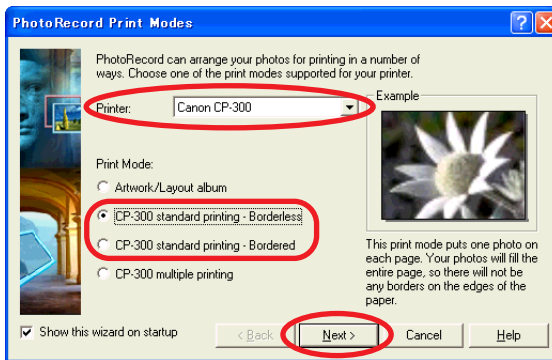 PhotoRecord Print Modes
PhotoRecord can arrange your photos for printing in a number of
ways. Choose one of the print modes supported for your printer.
Printer:
Canon CP-300
Example
Print Mode:
Artwork/Layout album
CP-300 standard printing - Borderless
CP-300 standard printing - Bordered
CP-300 multiple printing
This print mode puts one photo on
each page. Your photos will fill the
entire page, so there will not be
any borders on the edges of the
paper.
Show this wizard on startup
< Back
Next >
Cancel
Help